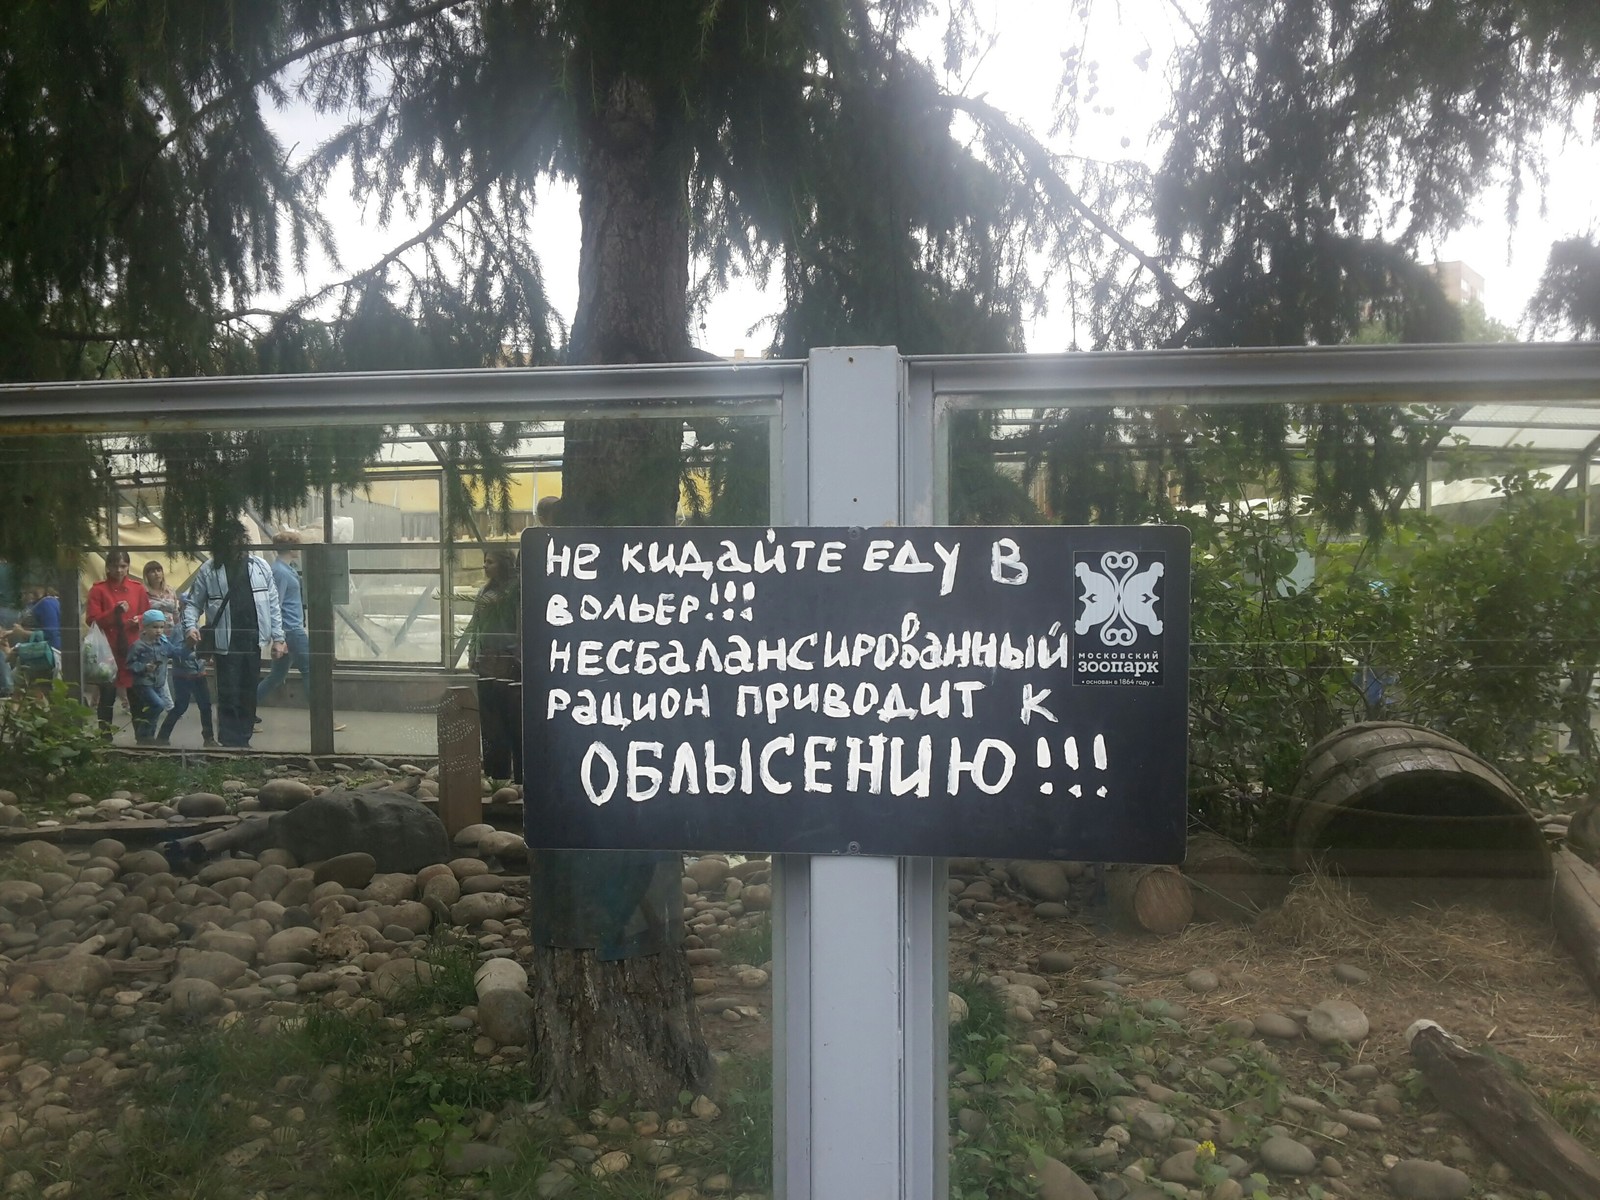 не кидайте еду в
вольер!!!
несбалансированный
рацион приводит к
ОБЛЫСЕНИЮ!!!
МОСКОВСКИЙ
ЗООПАРК
• основан в 1864 году •